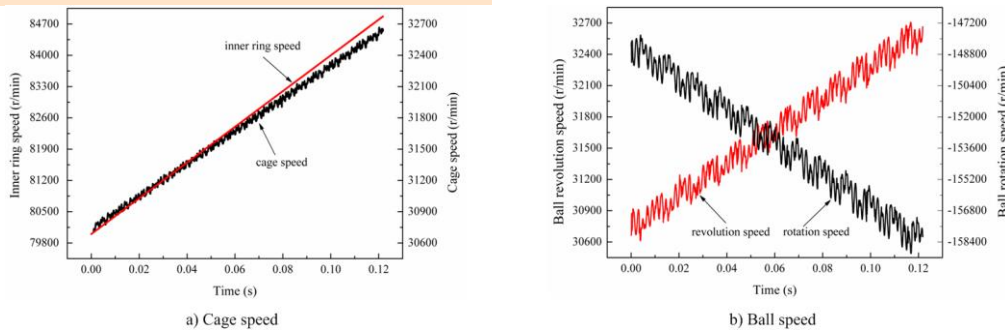 84700
84000
83300
82600
81900
81200
80500
79800
Inner ring speed (r/min)
inner ring speed
cage speed
32700
32400
32100
31800
31500
31200
30900
30600
Cage speed (r/min)
0.00 0.02 0.04 0.06 0.08 0.10 0.12
Time (s)
a) Cage speed
32700
32400
32100
31800
31500
31200
30900
30600
Ball revolution speed (r/min)
revolution speed
rotation speed
-147200
-148800
-150400
-152000
-153600
-155200
-156800
-158400
Ball rotation speed (r/min)
0.00 0.02 0.04 0.06 0.08 0.10 0.12
Time (s)
b) Ball speed